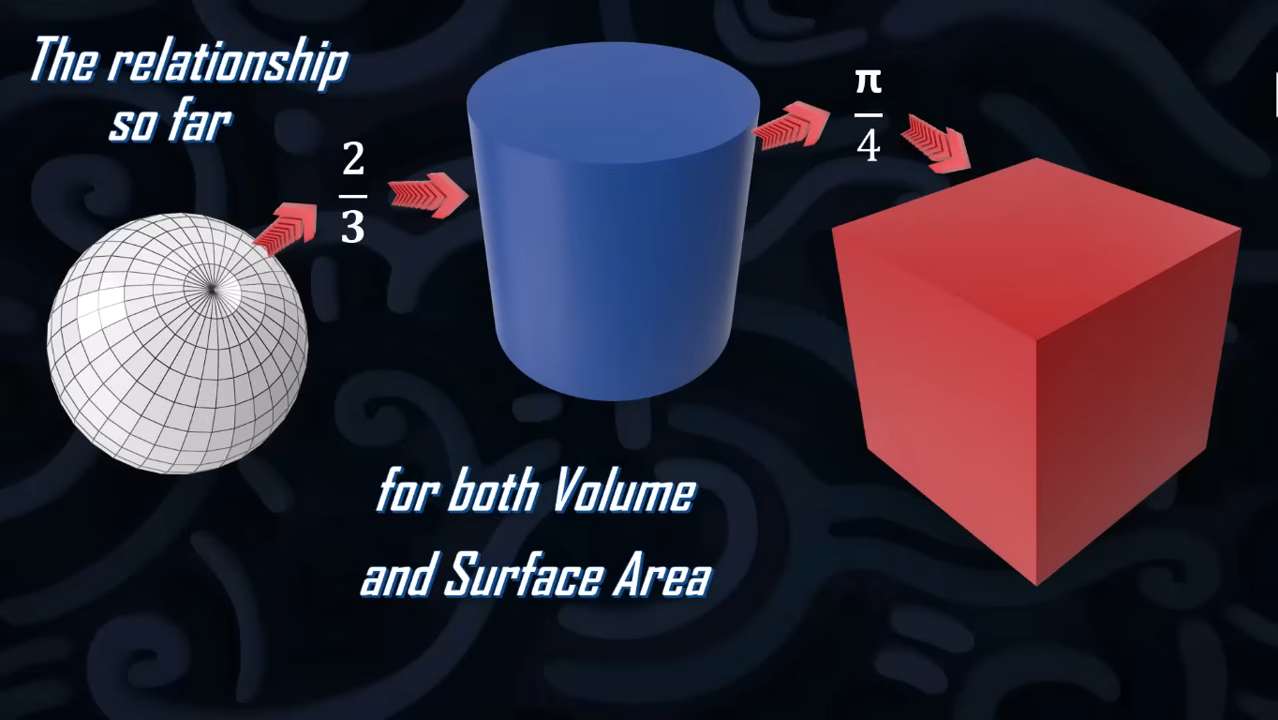 The relationship
so far
2
3
π
4
for both Volume
and Surface Area